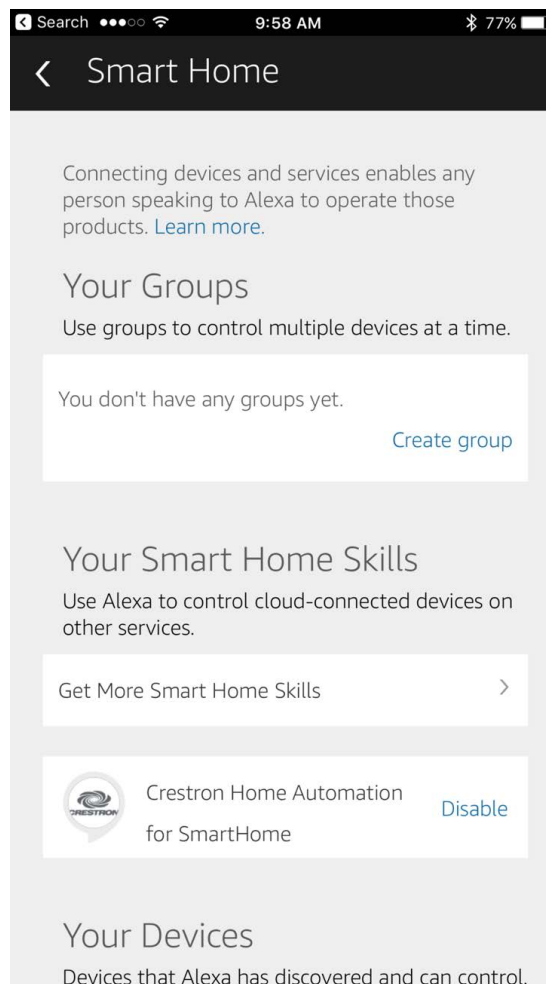 Search 9:58 AM 77%
Smart Home
Connecting devices and services enables any
person speaking to Alexa to operate those
products. Learn more.
Your Groups
Use groups to control multiple devices at a time.
You don't have any groups yet.
Create group
Your Smart Home Skills
Use Alexa to control cloud-connected devices on
other services.
Get More Smart Home Skills
CRESTRON
Crestron Home Automation
for SmartHome
Disable
Your Devices
Devices that Alexa has discovered and can control.